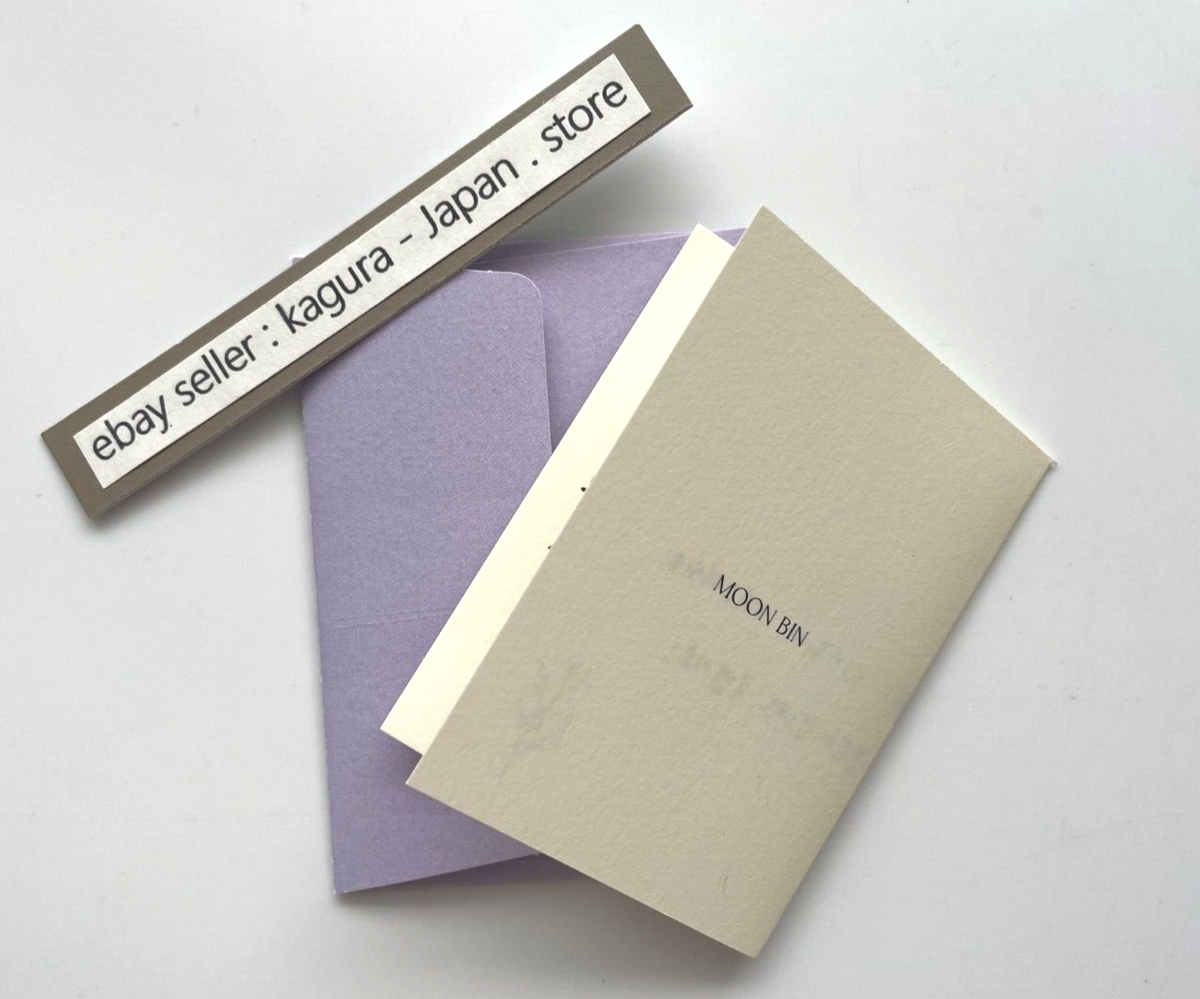 ebay seller : kagura - Japan . store
MOON BIN